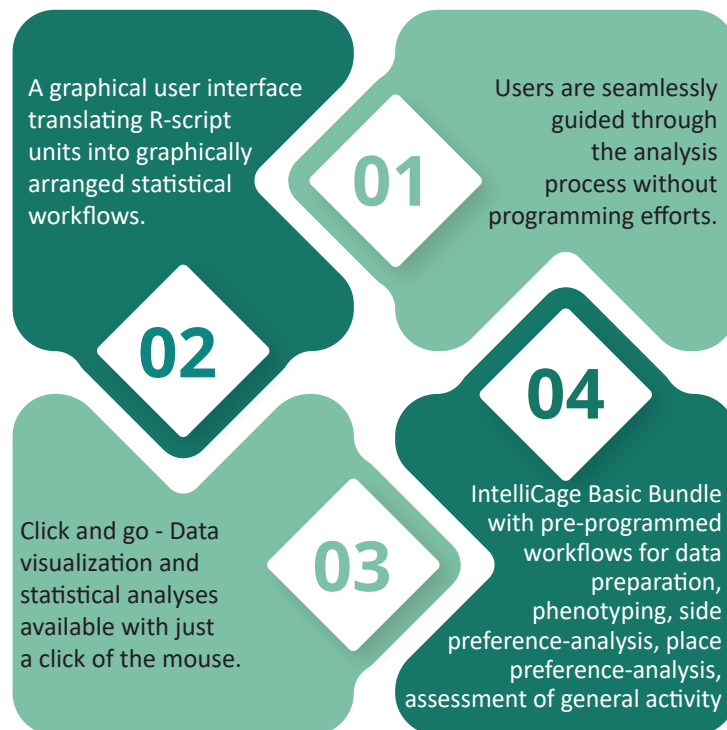 A graphical user interface
translating R-script
units into graphically
arranged statistical
workflows.
01
Users are seamlessly
guided through
the analysis
process without
programming efforts.
02
04
Click and go - Data
visualization and
statistical analyses
available with just
a click of the mouse.
03
IntelliCage Basic Bundle
with pre-programmed
workflows for data
preparation,
phenotyping, side
preference-analysis, place
preference-analysis,
assessment of general activity